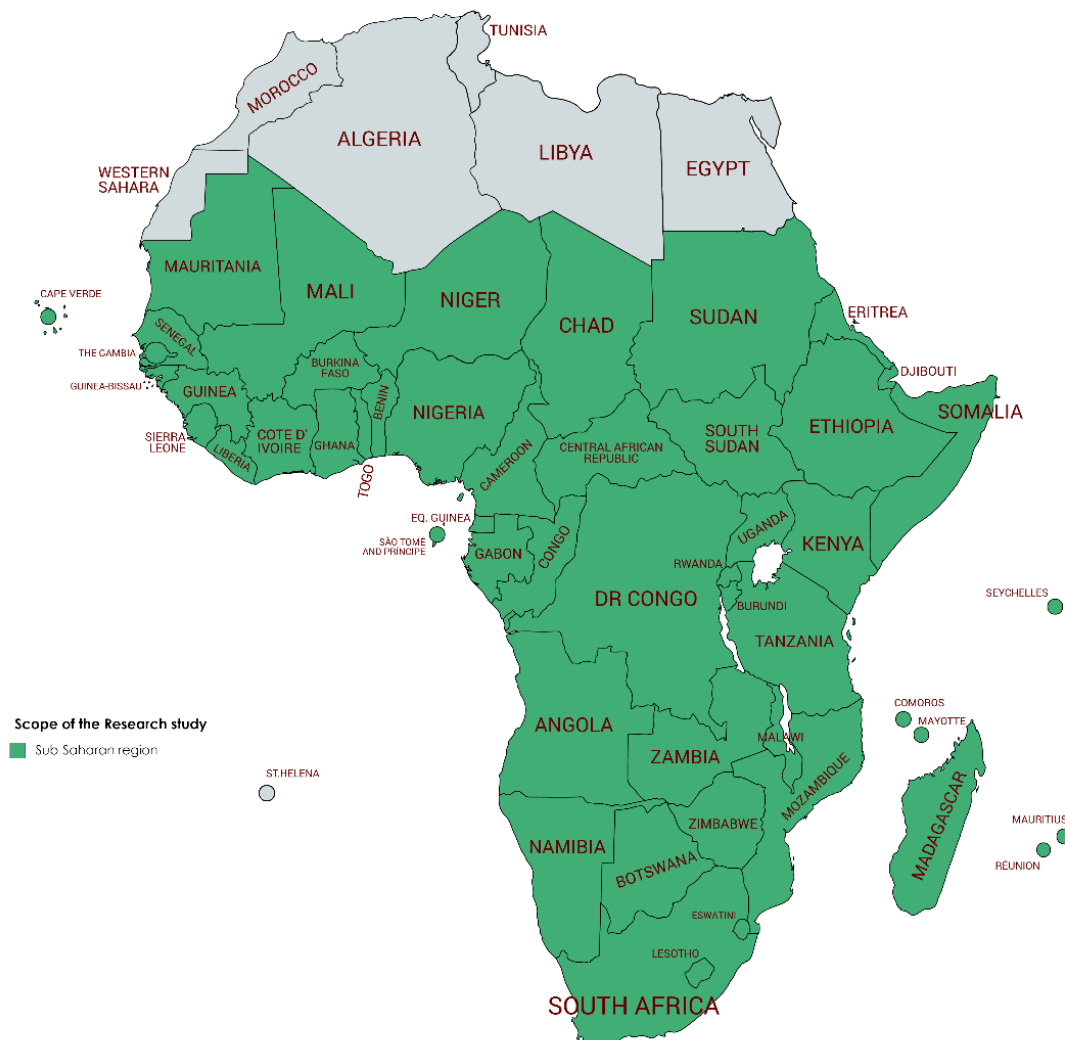 TUNISIA
MOROCCO
ALGERIA
LIBYA
EGYPT
WESTERN
SAHARA
MAURITANIA
MALI
NIGER
CHAD
SUDAN
ERITREA
CAPE VERDE
SENEGAL
THE GAMBIA
GUINEA-BISSAU
GUINEA
BURKINA
FASO
BENIN
NIGERIA
DJIBOUTI
SOMALIA
ETHIOPIA
SOUTH
SUDAN
SIERRA
LEONE
LIBERIA
COTE D'
IVOIRE
GHANA
TOGO
CAMEROON
CENTRAL AFRICAN
REPUBLIC
EQ. GUINEA
SÃO TOMÉ
AND PRÍNCIPE
GABON
CONGO
UGANDA
KENYA
RWANDA
DR CONGO
BURUNDI
TANZANIA
SEYCHELLES
COMOROS
MAYOTTE
ANGOLA
ZAMBIA
MALAWI
MOZAMBIQUE
Scope of the Research study
Sub Saharan region
ST.HELENA
MADAGASCAR
MAURITIUS
RÉUNION
NAMIBIA
ZIMBABWE
BOTSWANA
ESWATINI
LESOTHO
SOUTH AFRICA